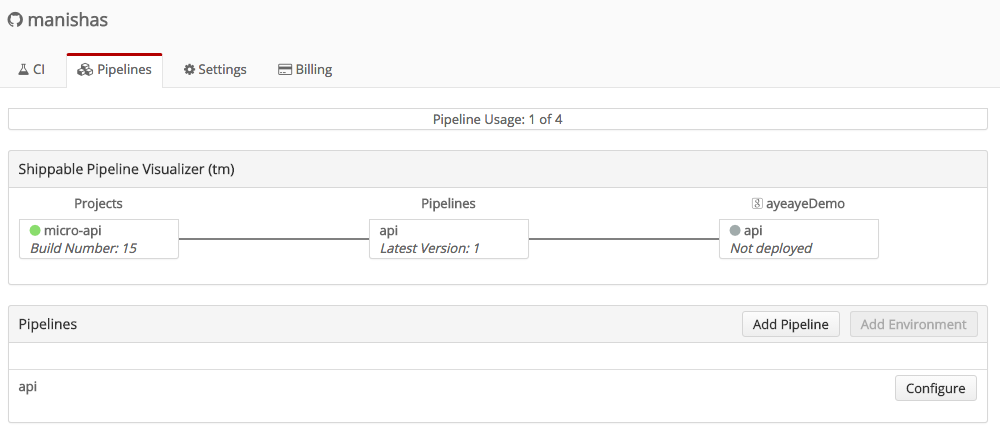 manishas
CI Pipelines Settings Billing
Pipeline Usage: 1 of 4
Shippable Pipeline Visualizer (tm)
Projects Pipelines ayeayeDemo
micro-api api api
Build Number: 15 Latest Version: 1 Not deployed
Pipelines Add Pipeline Add Environment
api Configure